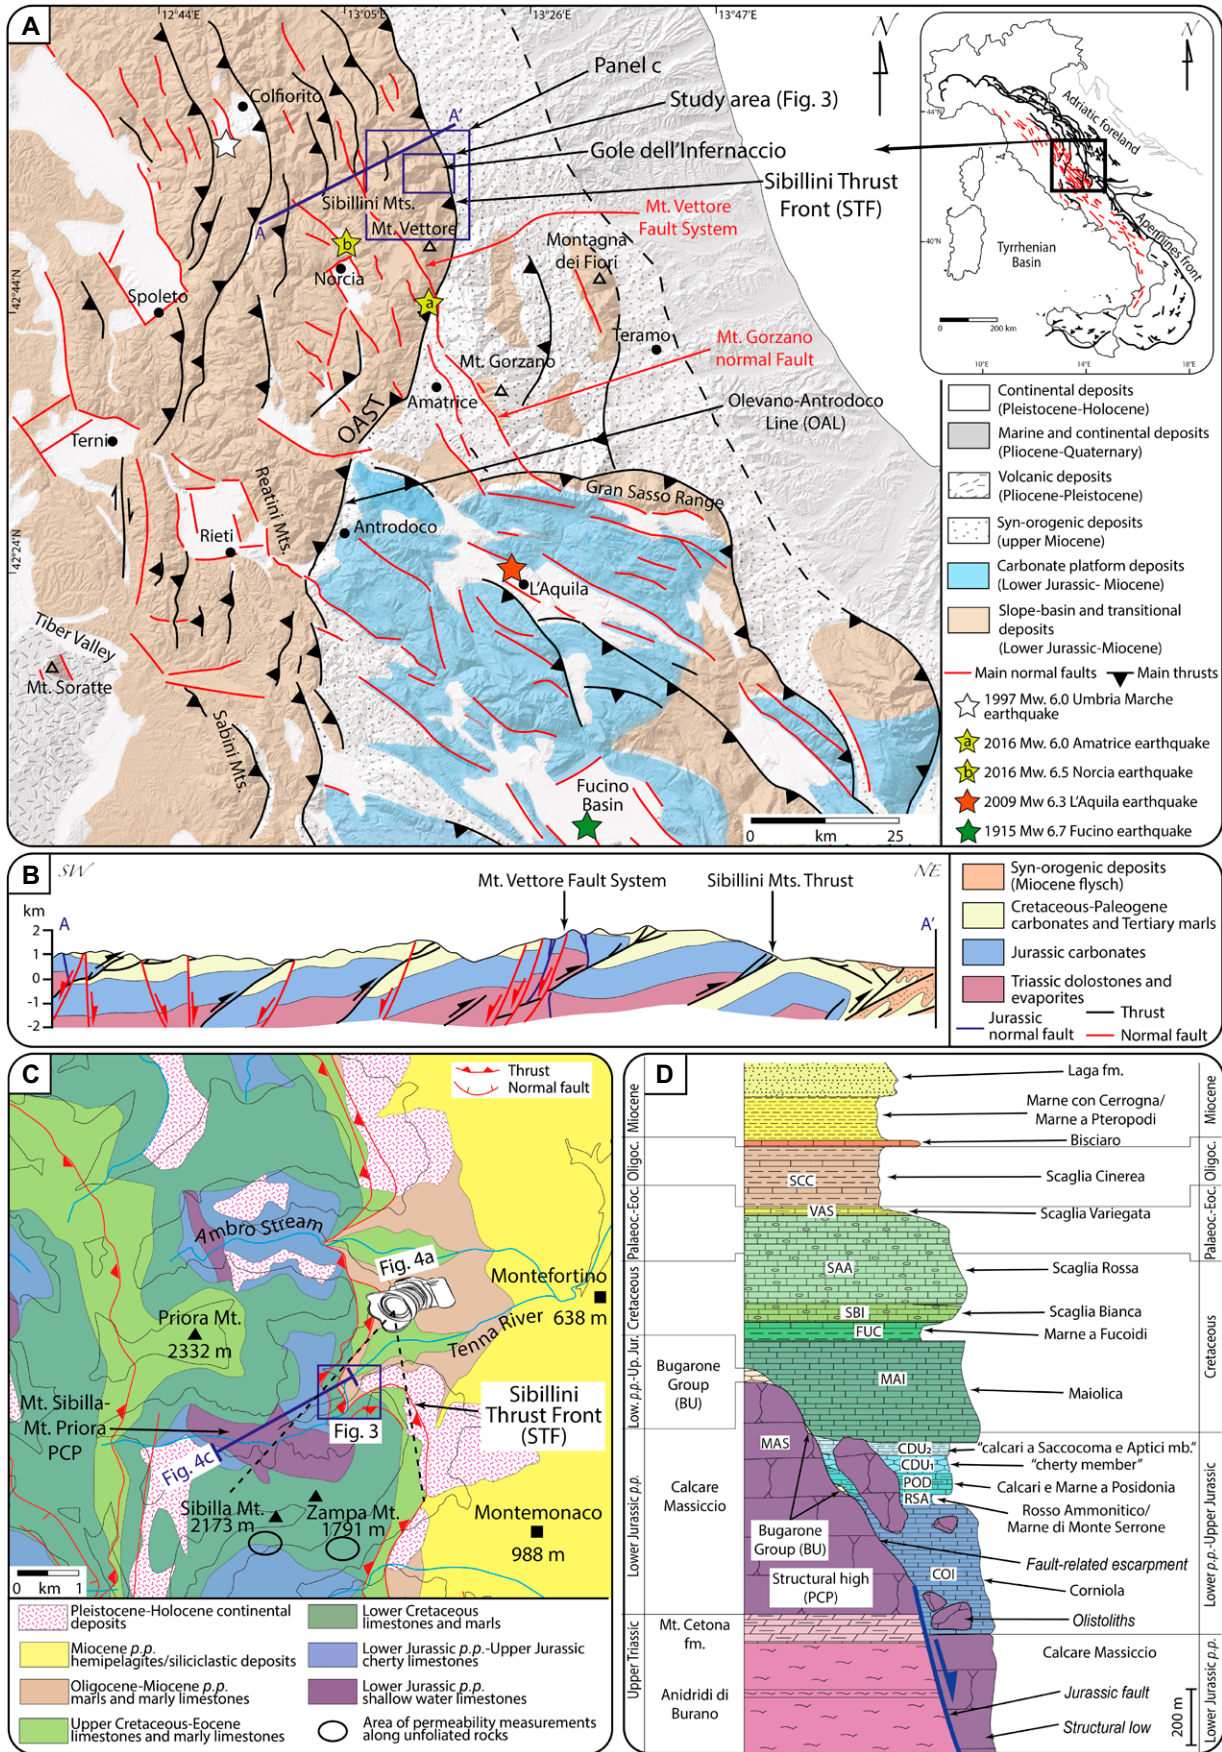 A
12°44'E
13°05'E
13°26'E
13°47'E
N
N
Panel c
Study area (Fig. 3)
Gole dell'Infernaccio
Sibillini Thrust
Front (STF)
Colfiorito
A'
A
Sibillini Mts.
Mt. Vettore
b
Norcia
a
Mt. Vettore
Fault System
Montagna
dei Fiori
42°44'N
Spoleto
Teramo
Mt. Gorzano
Mt. Gorzano
normal Fault
Amatrice
OAST
Olevano-Antrodoco
Line (OAL)
Terni
Reatini Mts.
Gran Sasso Range
Rieti
Antrodoco
42°24'N
L'Aquila
Tiber Valley
Mt. Soratte
Sabini Mts.
Fucino
Basin
0
km
25
Adriatic foreland
44°N
40°N
Tyrrhenian
Basin
Apennines front
0
200 km
10°E
14°E
18°E
Continental deposits
(Pleistocene-Holocene)
Marine and continental deposits
(Pliocene-Quaternary)
Volcanic deposits
(Pliocene-Pleistocene)
Syn-orogenic deposits
(upper Miocene)
Carbonate platform deposits
(Lower Jurassic- Miocene)
Slope-basin and transitional
deposits
(Lower Jurassic-Miocene)
Main normal faults
Main thrusts
1997 Mw. 6.0 Umbria Marche
earthquake
a 2016 Mw. 6.0 Amatrice earthquake
b 2016 Mw. 6.5 Norcia earthquake
2009 Mw 6.3 L'Aquila earthquake
1915 Mw 6.7 Fucino earthquake
B
SW
NE
Mt. Vettore Fault System
Sibillini Mts. Thrust
km
A
A'
2
1
0
-1
-2
Syn-orogenic deposits
(Miocene flysch)
Cretaceous-Paleogene
carbonates and Tertiary marls
Jurassic carbonates
Triassic dolostones and
evaporites
Jurassic
normal fault
Thrust
Normal fault
C
Thrust
Normal fault
Ambro Stream
Fig. 4a
Montefortino
638 m
Priora Mt.
2332 m
Tenna River
Mt. Sibilla-
Mt. Priora
PCP
Sibillini
Thrust Front
(STF)
Fig. 3
Fig. 4c
Sibilla Mt.
2173 m
Zampa Mt.
1791 m
Montemonaco
988 m
0 km 1
Pleistocene-Holocene continental
deposits
Miocene p.p.
hemipelagites/siliciclastic deposits
Oligocene-Miocene p.p.
marls and marly limestones
Upper Cretaceous-Eocene
limestones and marly limestones
Lower Cretaceous
limestones and marls
Lower Jurassic p.p.-Upper Jurassic
cherty limestones
Lower Jurassic p.p.
shallow water limestones
Area of permeability measurements
along unfoliated rocks
D
Miocene
Oligoc.
Palaeoc.-Eoc.
Cretaceous
Low. p.p.-Up. Jur.
Lower Jurassic p.p.
Upper Triassic
Bugarone
Group
(BU)
Calcare
Massiccio
Mt. Cetona
fm.
Anidridi di
Burano
SCC
VAS
SAA
SBI
FUC
MAI
MAS
CDU2
CDU1
POD
RSA
COI
Bugarone
Group (BU)
Structural high
(PCP)
Laga fm.
Marne con Cerrogna/
Marne a Pteropodi
Bisciaro
Scaglia Cinerea
Scaglia Variegata
Scaglia Rossa
Scaglia Bianca
Marne a Fucoidi
Maiolica
"calcari a Saccocoma e Aptici mb."
"cherty member"
Calcari e Marne a Posidonia
Rosso Ammonitico/
Marne di Monte Serrone
Fault-related escarpment
Corniola
Olistoliths
Calcare Massiccio
Jurassic fault
Structural low
200 m
Miocene
Oligoc.
Palaeoc.-Eoc.
Cretaceous
Lower p.p.-Upper Jurassic
Lower Jurassic p.p.